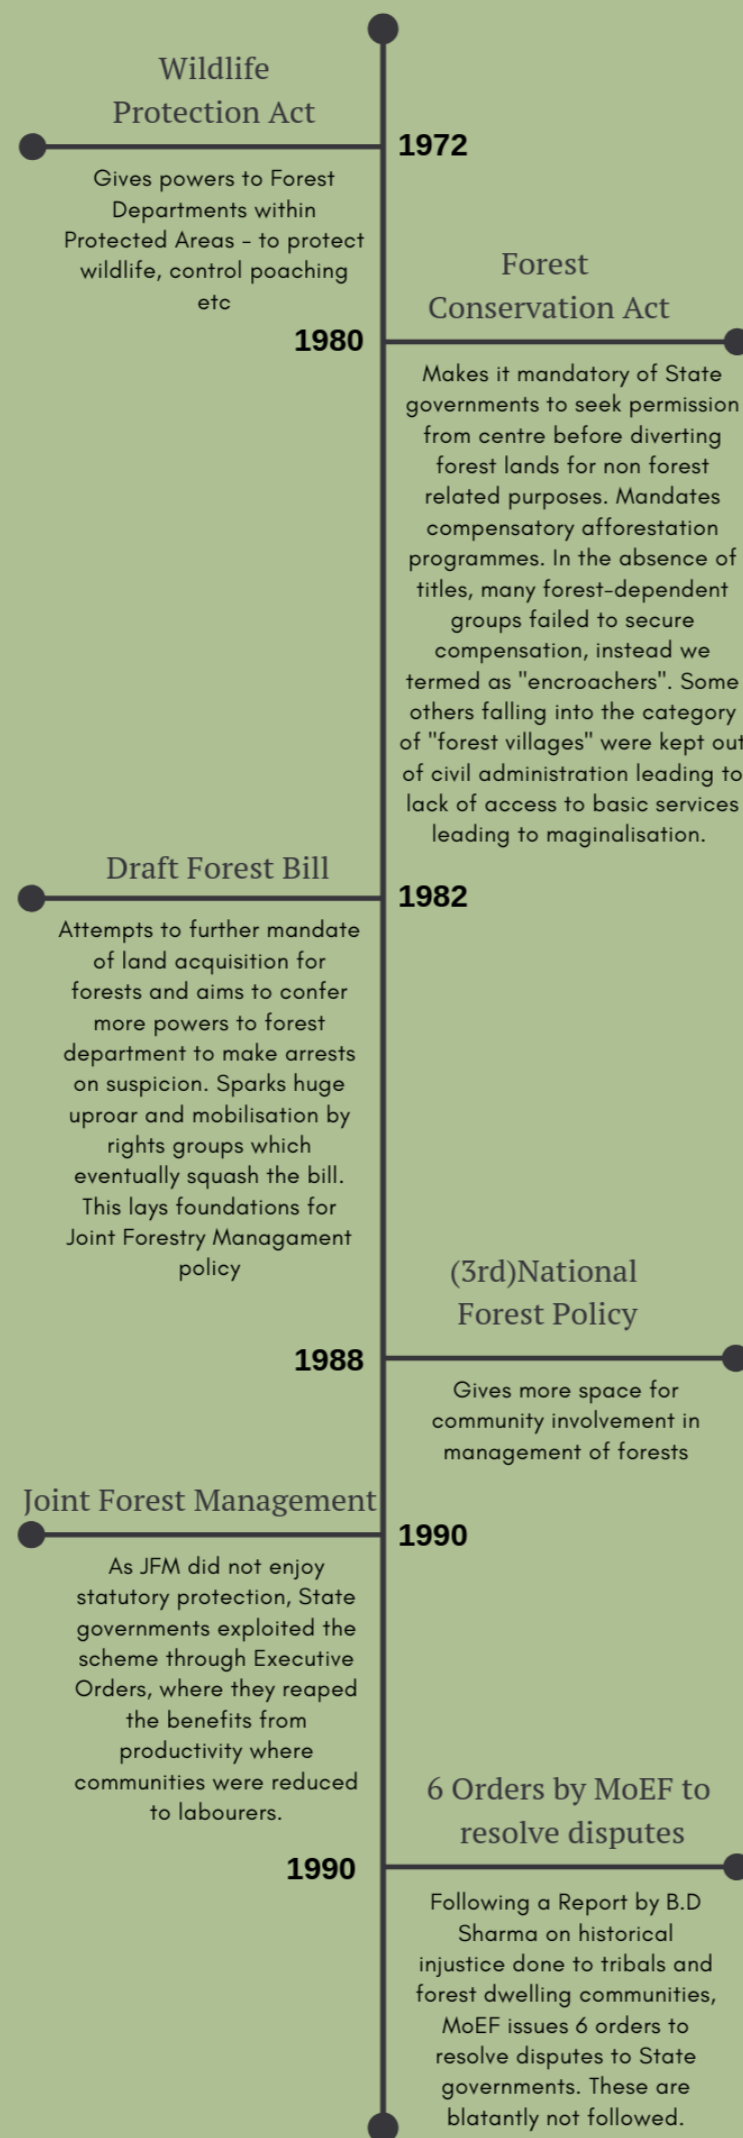 Wildlife
Protection Act
1972
Gives powers to Forest
Departments within
Protected Areas - to protect
wildlife, control poaching
etc
Forest
Conservation Act
1980
Makes it mandatory of State
governments to seek permission
from centre before diverting
forest lands for non forest
related purposes. Mandates
compensatory afforestation
programmes. In the absence of
titles, many forest-dependent
groups failed to secure
compensation, instead we
termed as "encroachers". Some
others falling into the category
of "forest villages" were kept out
of civil administration leading to
lack of access to basic services
leading to maginalisation.
Draft Forest Bill
1982
Attempts to further mandate
of land acquisition for
forests and aims to confer
more powers to forest
department to make arrests
on suspicion. Sparks huge
uproar and mobilisation by
rights groups which
eventually squash the bill.
This lays foundations for
Joint Forestry Managament
policy
(3rd)National
Forest Policy
1988
Gives more space for
community involvement in
management of forests
Joint Forest Management
1990
As JFM did not enjoy
statutory protection, State
governments exploited the
scheme through Executive
Orders, where they reaped
the benefits from
productivity where
communities were reduced
to labourers.
6 Orders by MoEF to
resolve disputes
1990
Following a Report by B.D
Sharma on historical
injustice done to tribals and
forest dwelling communities,
MoEF issues 6 orders to
resolve disputes to State
governments. These are
blatantly not followed.